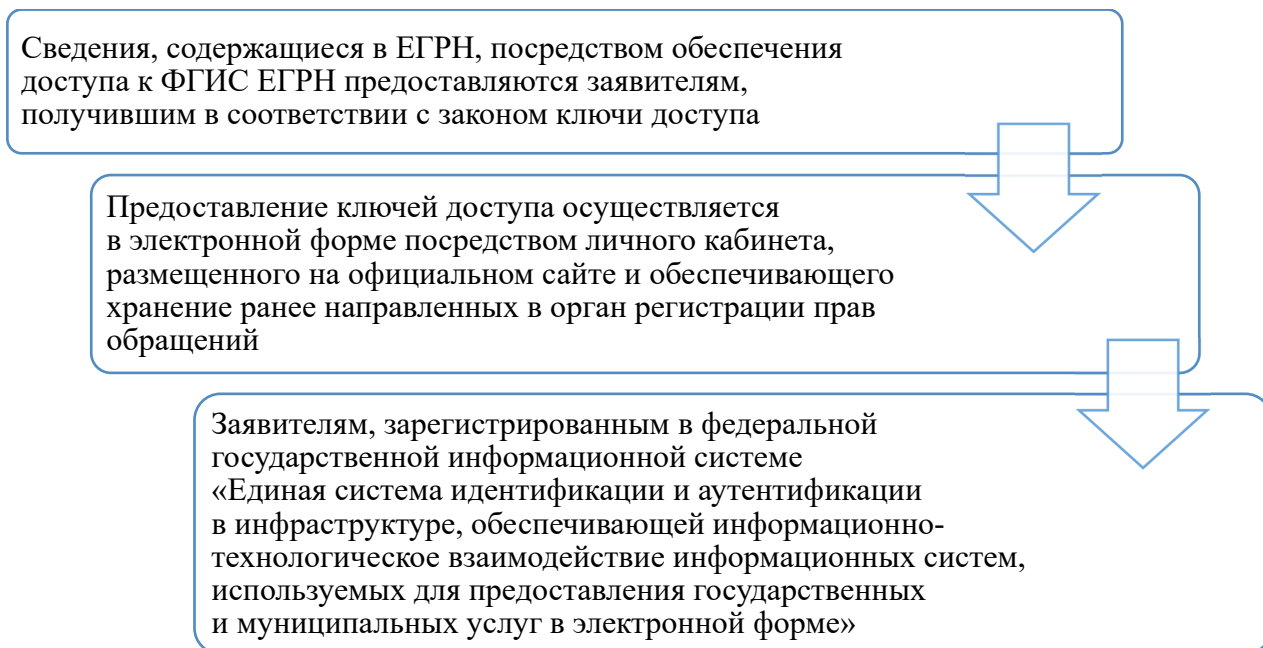 Сведения, содержащиеся в ЕГРН, посредством обеспечения
доступа к ФГИС ЕГРН предоставляются заявителям,
получившим в соответствии с законом ключи доступа
Предоставление ключей доступа осуществляется
в электронной форме посредством личного кабинета,
размещенного на официальном сайте и обеспечивающего
хранение ранее направленных в орган регистрации прав
обращений
Заявителям, зарегистрированным в федеральной
государственной информационной системе
«Единая система идентификации и аутентификации
в инфраструктуре, обеспечивающей информационно-
технологическое взаимодействие информационных систем,
используемых для предоставления государственных
и муниципальных услуг в электронной форме»